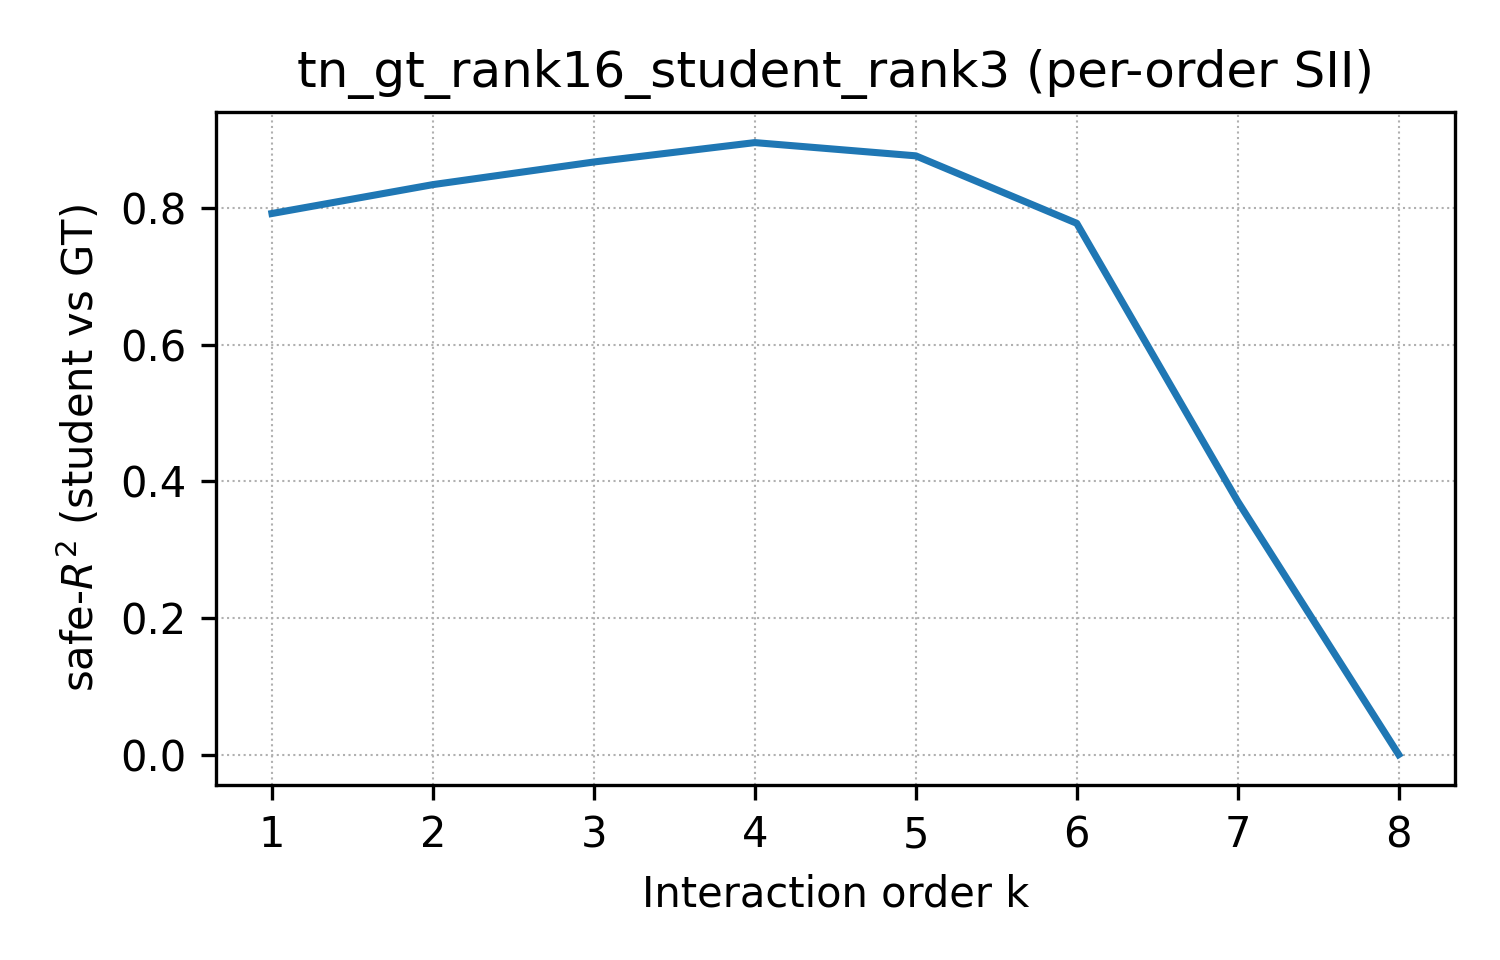 tn_gt_rank16_student_rank3 (per-order SII)
safe-R² (student vs GT)
0.8
0.6
0.4
0.2
0.0
1 2 3 4 5 6 7 8
Interaction order k